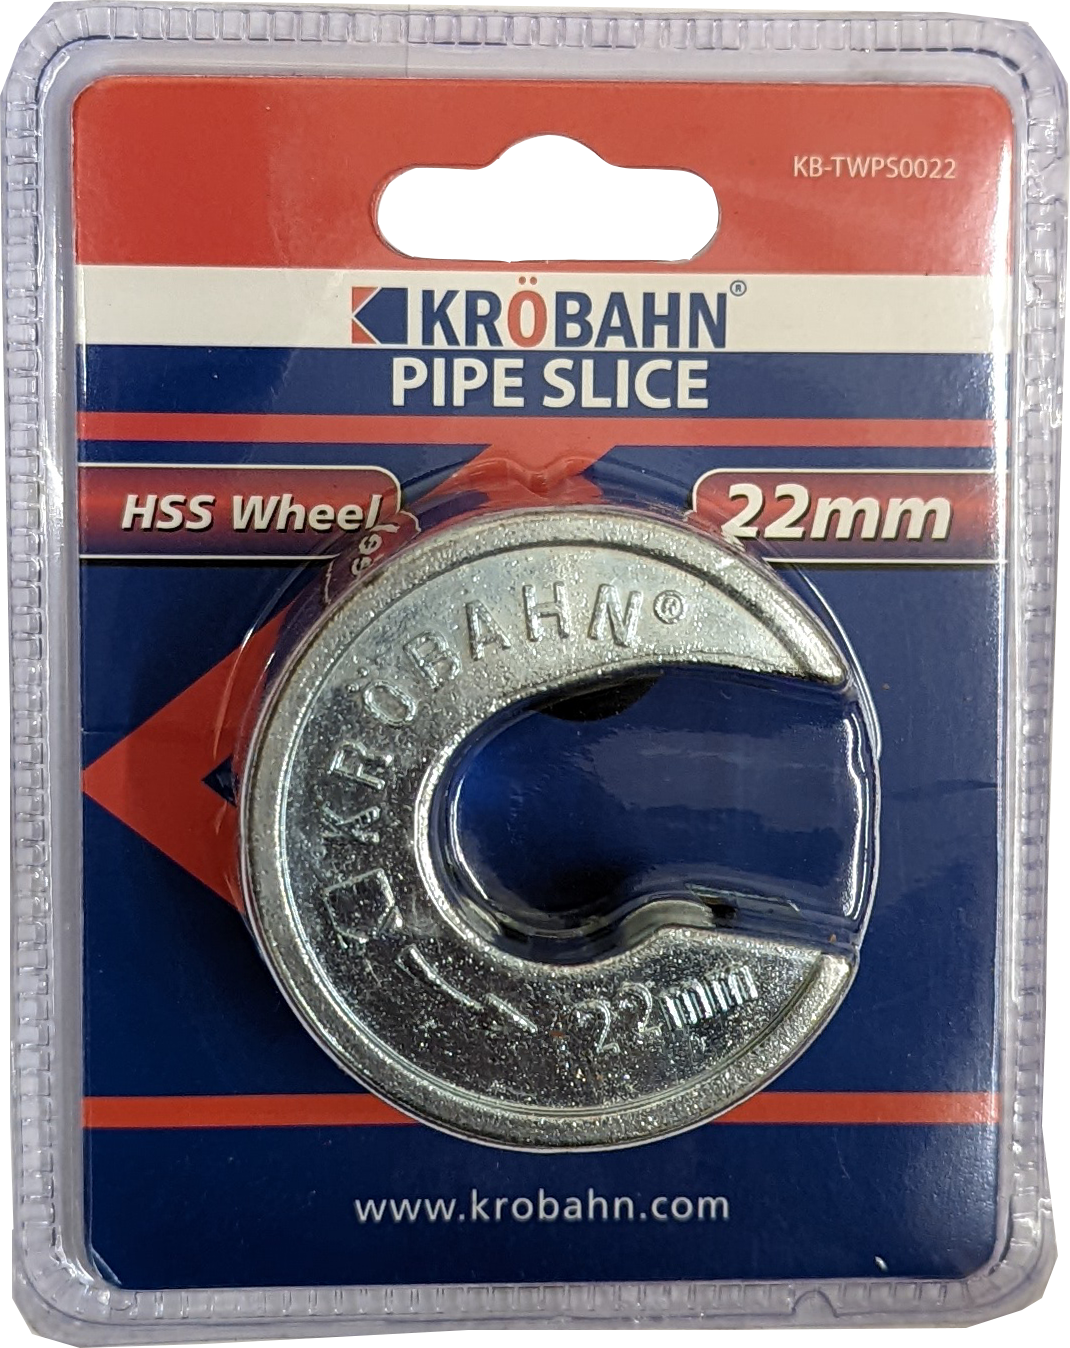 KB-TWPS0022
KRÖBAHN®
PIPE SLICE
HSS Wheel
22mm
KRÖBAHN®
22mm
www.krobahn.com